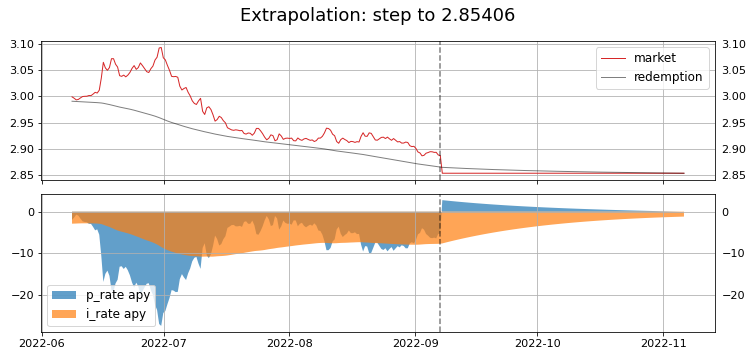 Extrapolation: step to 2.85406
3.10 3.10
3.05 3.05
3.00 3.00
2.95 2.95
2.90 2.90
2.85 2.85
market
redemption
0 0
−10 −10
−20 −20
p_rate apy
i_rate apy
2022-06 2022-07 2022-08 2022-09 2022-10 2022-11